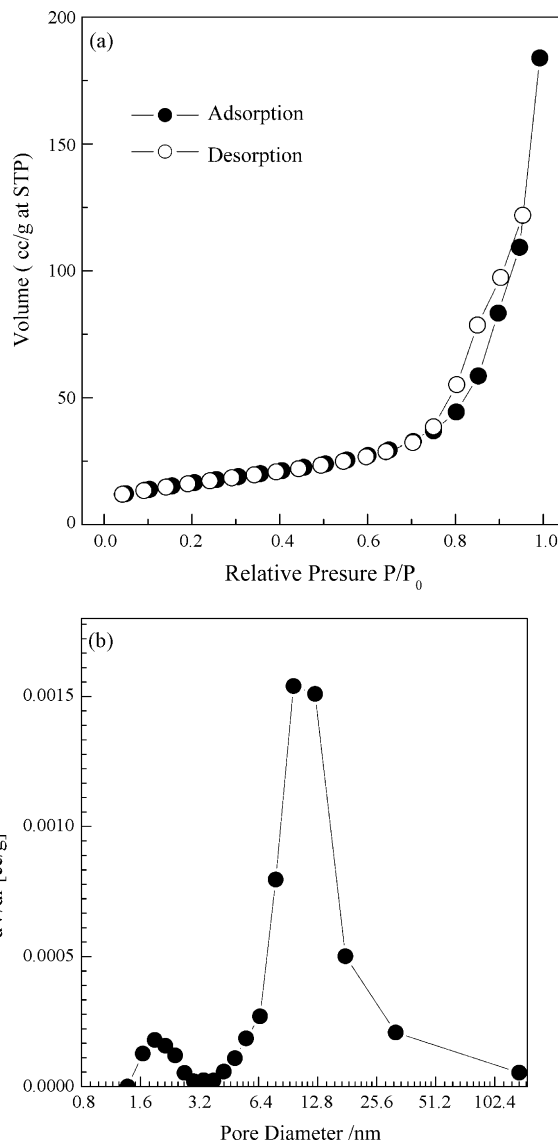 (a)
200
150
100
50
0
Adsorption
Desorption
Volume ( cc/g at STP)
0.0 0.2 0.4 0.6 0.8 1.0
Relative Presure P/P₀
(b)
0.0015
0.0010
0.0005
0.0000
0.8 1.6 3.2 6.4 12.8 25.6 51.2 102.4
Pore Diameter /nm